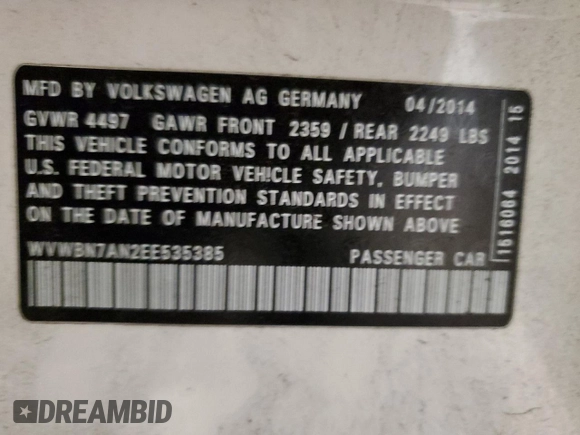 MFD BY VOLKSWAGEN AG GERMANY 04/2014
GVWR 4497 GAWR FRONT 2359 / REAR 2249 LBS
THIS VEHICLE CONFORMS TO ALL APPLICABLE
U.S. FEDERAL MOTOR VEHICLE SAFETY, BUMPER
AND THEFT PREVENTION STANDARDS IN EFFECT
ON THE DATE OF MANUFACTURE SHOWN ABOVE
WVWBN7AN2EE535385 PASSENGER CAR
1516084 2014 16
DREAMBID